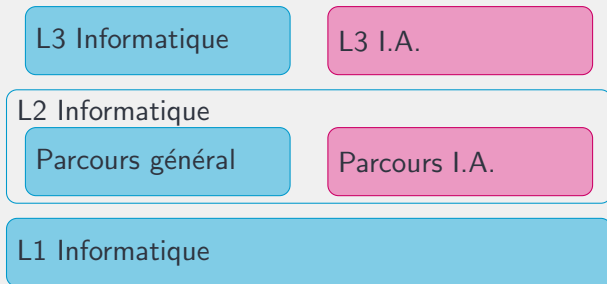 L3 Informatique
L3 I.A.
L2 Informatique
Parcours général
Parcours I.A.
L1 Informatique